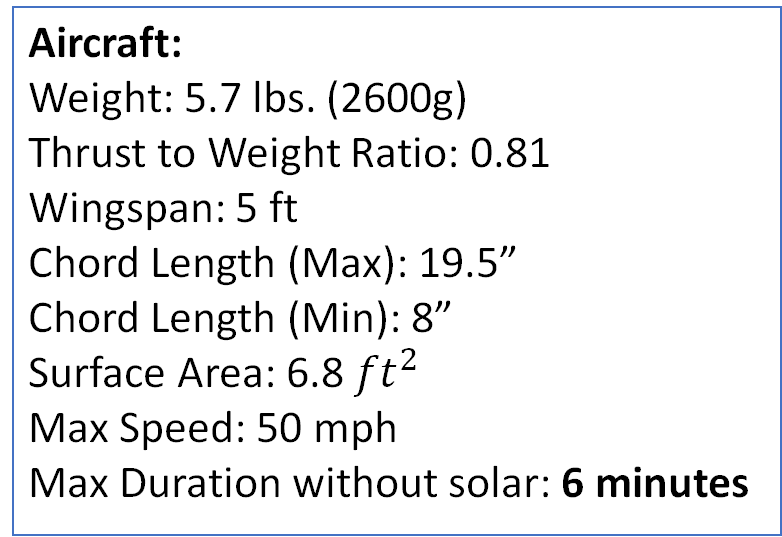 Aircraft:
Weight: 5.7 lbs. (2600g)
Thrust to Weight Ratio: 0.81
Wingspan: 5 ft
Chord Length (Max): 19.5”
Chord Length (Min): 8”
Surface Area: 6.8 ft²
Max Speed: 50 mph
Max Duration without solar: 6 minutes